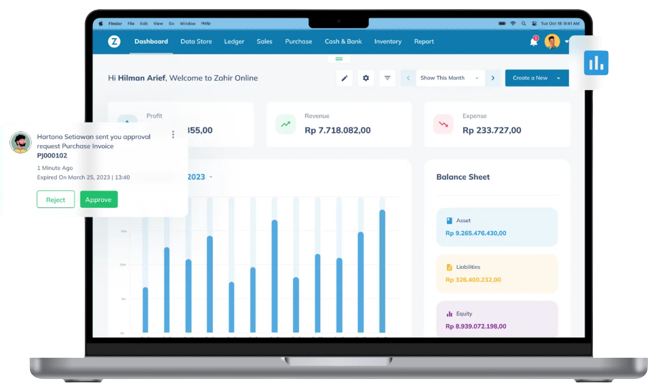 Finder File Edit View Go Window Help
Tue Oct 18 9:41 AM
Z Dashboard Data Store Ledger Sales Purchase Cash & Bank Inventory Report
Hi Hilman Arief, Welcome to Zahir Online
Show This Month
Create a New
Profit
855,00
Revenue
Rp 7.718.082,00
Expense
Rp 233.727,00
Hartono Setiawan sent you approval
request Purchase Invoice
PJ000102
1 Minute Ago
Expired On March 25, 2023 | 13:40
Reject
Approve
2023
Balance Sheet
Asset
Rp 9.265.476.430,00
Liabilities
Rp 326.400.232,00
Equity
Rp 8.939.072.198,00